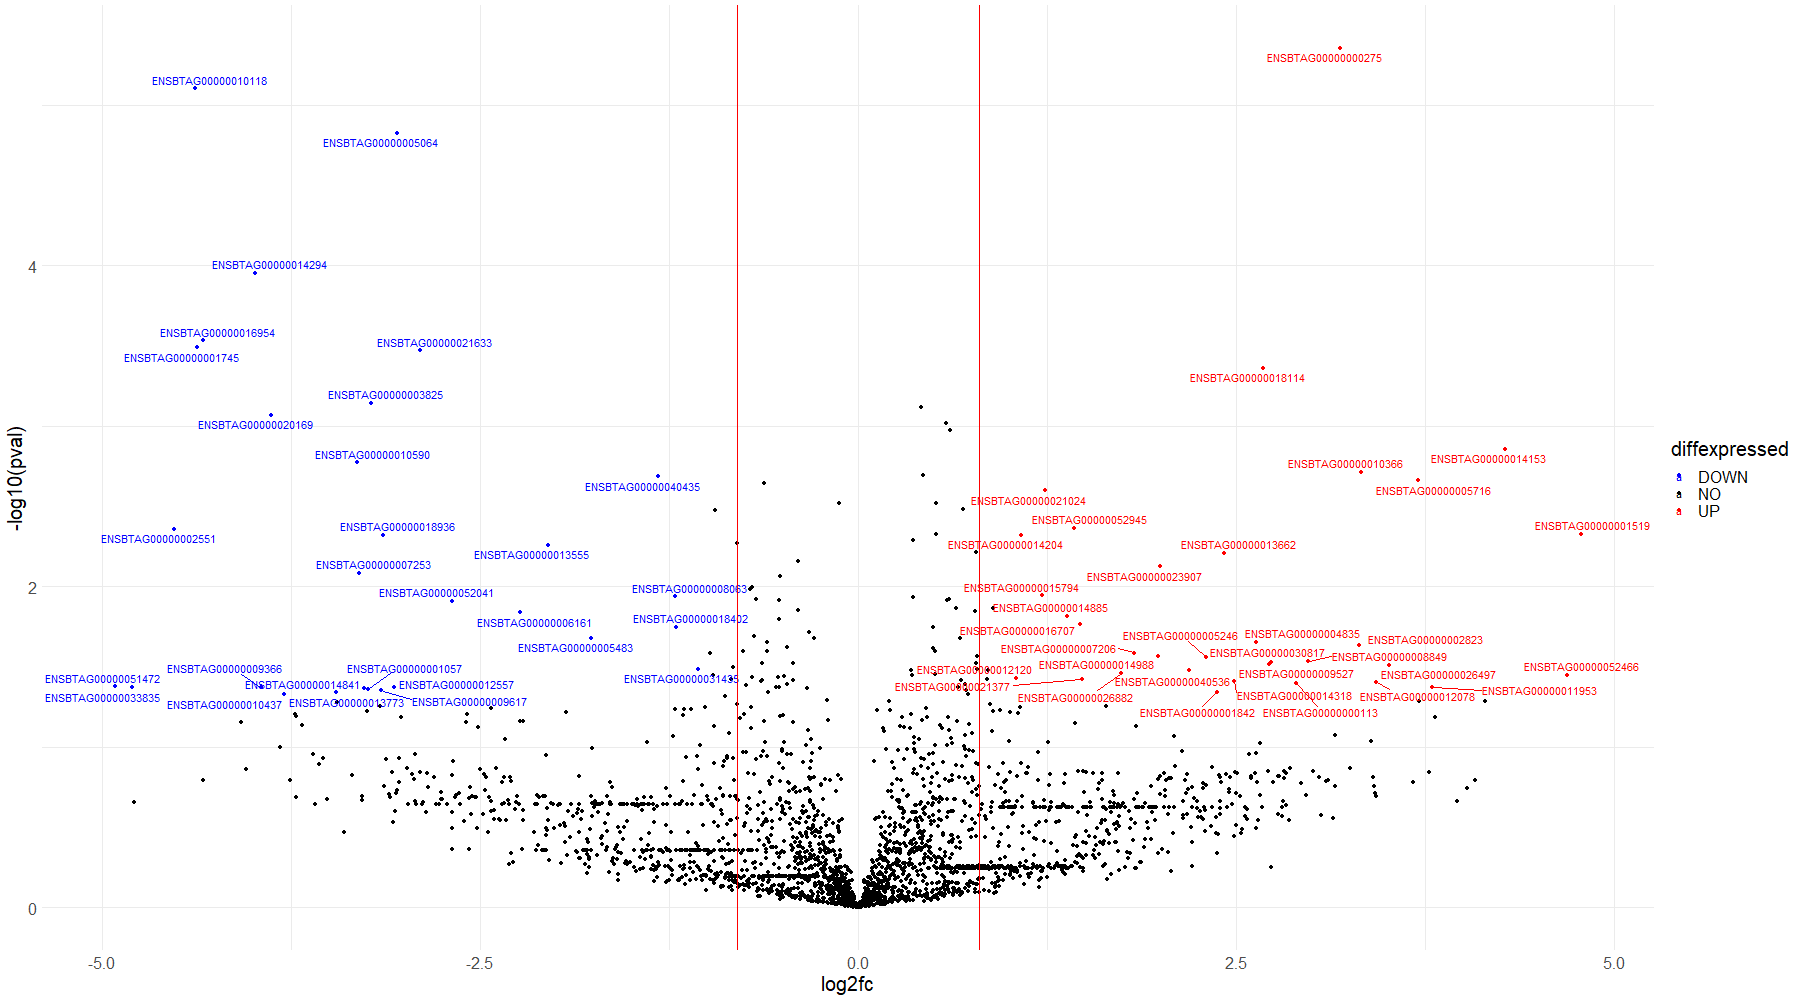 ENSBTAG00000000275
ENSBTAG00000010118
ENSBTAG00000005064
4
ENSBTAG00000014294
ENSBTAG00000016954
ENSBTAG00000021633
ENSBTAG00000001745
ENSBTAG00000018114
ENSBTAG00000003825
ENSBTAG00000020169
-log10(pval)
diffexpressed
DOWN
NO
UP
ENSBTAG00000010590
ENSBTAG00000010366
ENSBTAG00000014153
ENSBTAG00000040435
ENSBTAG00000005716
ENSBTAG00000021024
ENSBTAG00000052945
ENSBTAG00000018936
ENSBTAG00000001519
ENSBTAG00000002551
ENSBTAG00000014204
ENSBTAG00000013662
ENSBTAG00000013555
ENSBTAG00000007253
ENSBTAG00000023907
2
ENSBTAG00000052041
ENSBTAG00000008063
ENSBTAG00000015794
ENSBTAG00000014885
ENSBTAG00000006161
ENSBTAG00000018402
ENSBTAG00000016707
ENSBTAG00000005246
ENSBTAG00000004835
ENSBTAG00000002823
ENSBTAG00000005483
ENSBTAG00000007206
ENSBTAG00000030817
ENSBTAG00000008849
ENSBTAG00000009366
ENSBTAG00000001057
ENSBTAG00000012120
ENSBTAG00000014988
ENSBTAG00000052466
ENSBTAG00000051472
ENSBTAG00000014841
ENSBTAG00000012557
ENSBTAG00000031435
ENSBTAG00000021377
ENSBTAG00000040536
ENSBTAG00000009527
ENSBTAG00000026497
ENSBTAG00000033835
ENSBTAG00000010437
ENSBTAG00000013773
ENSBTAG00000009617
ENSBTAG00000026882
ENSBTAG00000014318
ENSBTAG00000012078
ENSBTAG00000011953
ENSBTAG00000001842
ENSBTAG00000000113
0
-5.0
-2.5
0.0
2.5
5.0
log2fc